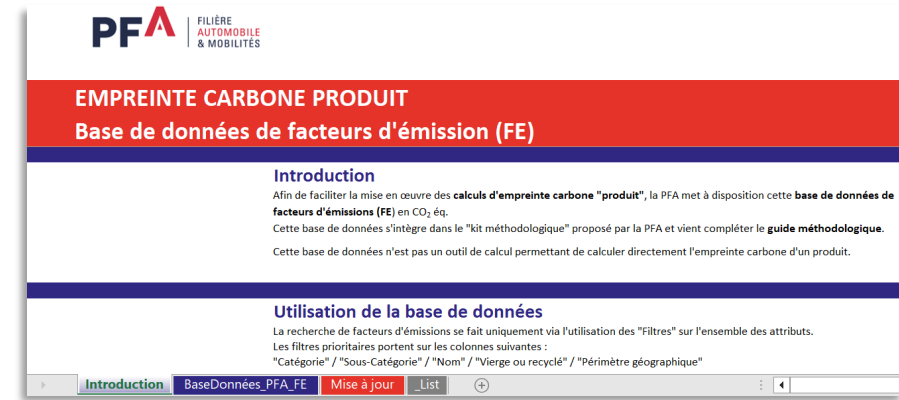 PFA
FILIÈRE
AUTOMOBILE
& MOBILITÉS
EMPREINTE CARBONE PRODUIT
Base de données de facteurs d'émission (FE)
Introduction
Afin de faciliter la mise en œuvre des calculs d'empreinte carbone "produit", la PFA met à disposition cette base de données de
facteurs d'émissions (FE) en CO₂ éq.
Cette base de données s'intègre dans le "kit méthodologique" proposé par la PFA et vient compléter le guide méthodologique.
Cette base de données n'est pas un outil de calcul permettant de calculer directement l'empreinte carbone d'un produit.
Utilisation de la base de données
La recherche de facteurs d'émissions se fait uniquement via l'utilisation des "Filtres" sur l'ensemble des attributs.
Les filtres prioritaires portent sur les colonnes suivantes :
"Catégorie" / "Sous-Catégorie" / "Nom" / "Vierge ou recyclé" / "Périmètre géographique"
Introduction BaseDonnées_PFA_FE Mise à jour _List